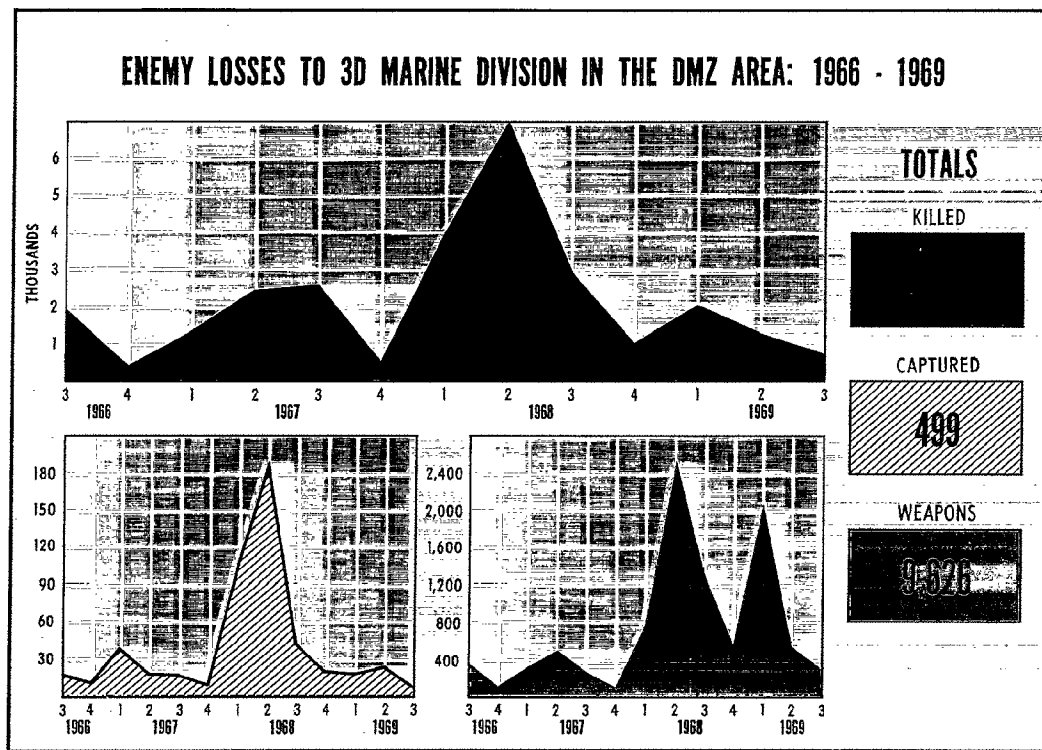 ENEMY LOSSES TO 3D MARINE DIVISION IN THE DMZ AREA: 1966 - 1969
THOUSANDS
6
5
4
3
2
1
3 4 1 2 3 4 1 2 3 4 1 2 3
1966 1967 1968 1969
180
150
120
90
60
30
3 4 1 2 3 4 1 2 3 4 1 2 3
1966 1967 1968 1969
2,400
2,000
1,600
1,200
800
400
3 4 1 2 3 4 1 2 3 4 1 2 3
1966 1967 1968 1969
TOTALS
KILLED
CAPTURED
499
WEAPONS
9,626